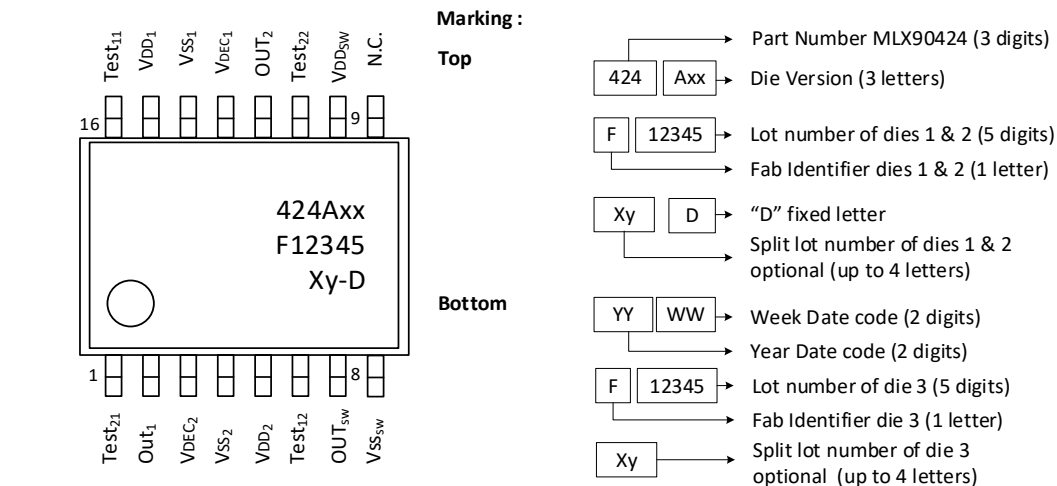 Marking :
Top
Test11 VDD1 VSS1 VDEC1 OUT2 Test22 VDDSW N.C.
16 9
424Axx
F12345
Xy-D
1 8
Test21 Out1 VDEC2 VSS2 VDD2 Test12 OUTsw VSSsw
Part Number MLX90424 (3 digits)
424 Axx Die Version (3 letters)
F 12345 Lot number of dies 1 & 2 (5 digits)
Fab Identifier dies 1 & 2 (1 letter)
Xy D “D” fixed letter
Split lot number of dies 1 & 2
optional (up to 4 letters)
Bottom
YY WW Week Date code (2 digits)
Year Date code (2 digits)
F 12345 Lot number of die 3 (5 digits)
Fab Identifier die 3 (1 letter)
Xy Split lot number of die 3
optional (up to 4 letters)